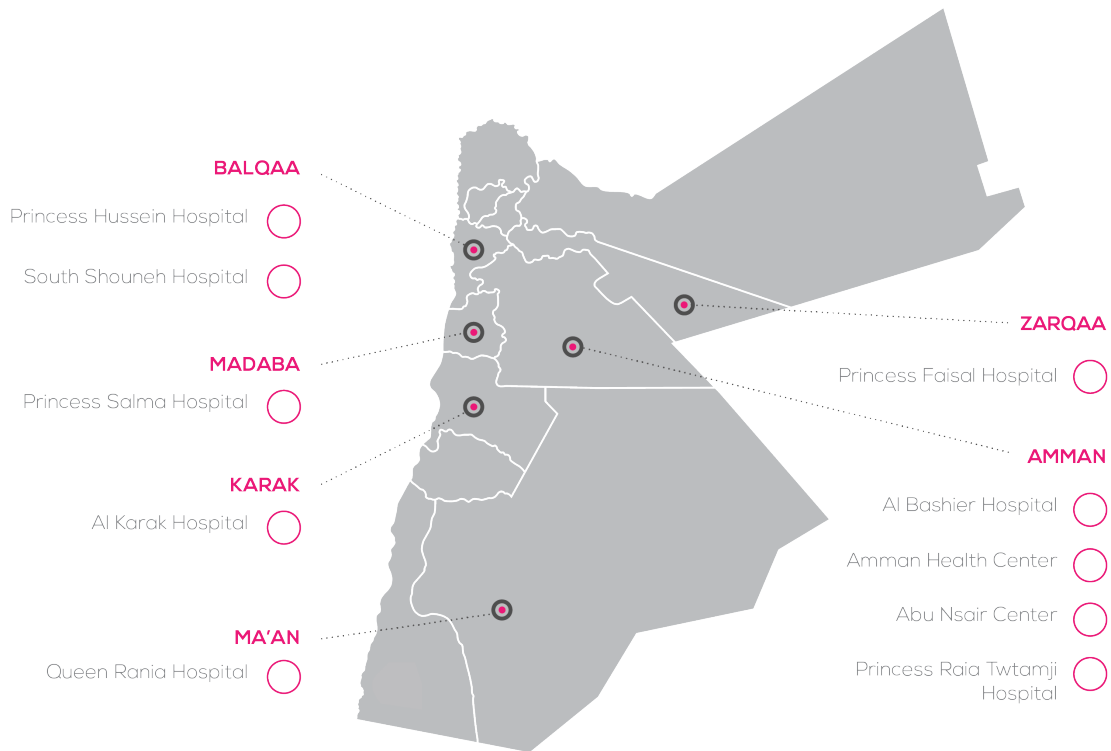 BALQAA
Princess Hussein Hospital
South Shouneh Hospital
MADABA
Princess Salma Hospital
KARAK
Al Karak Hospital
MA'AN
Queen Rania Hospital
ZARQAA
Princess Faisal Hospital
AMMAN
Al Bashier Hospital
Amman Health Center
Abu Nsair Center
Princess Raia Twtamji
Hospital